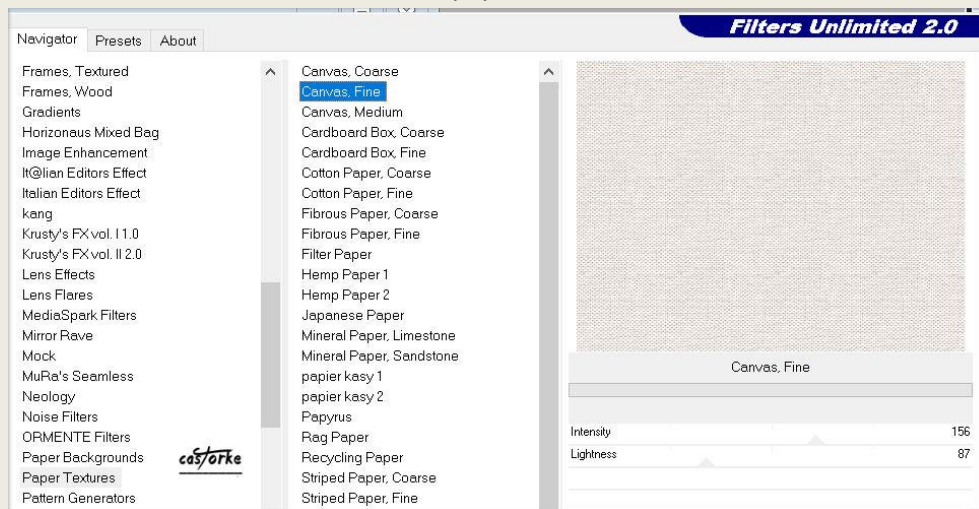 Filters Unlimited 2.0
Navigator Presets About
Frames, Textured
Frames, Wood
Gradients
Horizonaus Mixed Bag
Image Enhancement
It@lian Editors Effect
Italian Editors Effect
kang
Krusty's FX vol. I 1.0
Krusty's FX vol. II 2.0
Lens Effects
Lens Flares
MediaSpark Filters
Mirror Rave
Mock
MuRa's Seamless
Neology
Noise Filters
ORMENTE Filters
Paper Backgrounds
Paper Textures
Pattern Generators
castorke
Canvas, Coarse
Canvas, Fine
Canvas, Medium
Cardboard Box, Coarse
Cardboard Box, Fine
Cotton Paper, Coarse
Cotton Paper, Fine
Fibrous Paper, Coarse
Fibrous Paper, Fine
Filter Paper
Hemp Paper 1
Hemp Paper 2
Japanese Paper
Mineral Paper, Limestone
Mineral Paper, Sandstone
papier kasy 1
papier kasy 2
Papyrus
Rag Paper
Recycling Paper
Striped Paper, Coarse
Striped Paper, Fine
Canvas, Fine
Intensity 156
Lightness 87